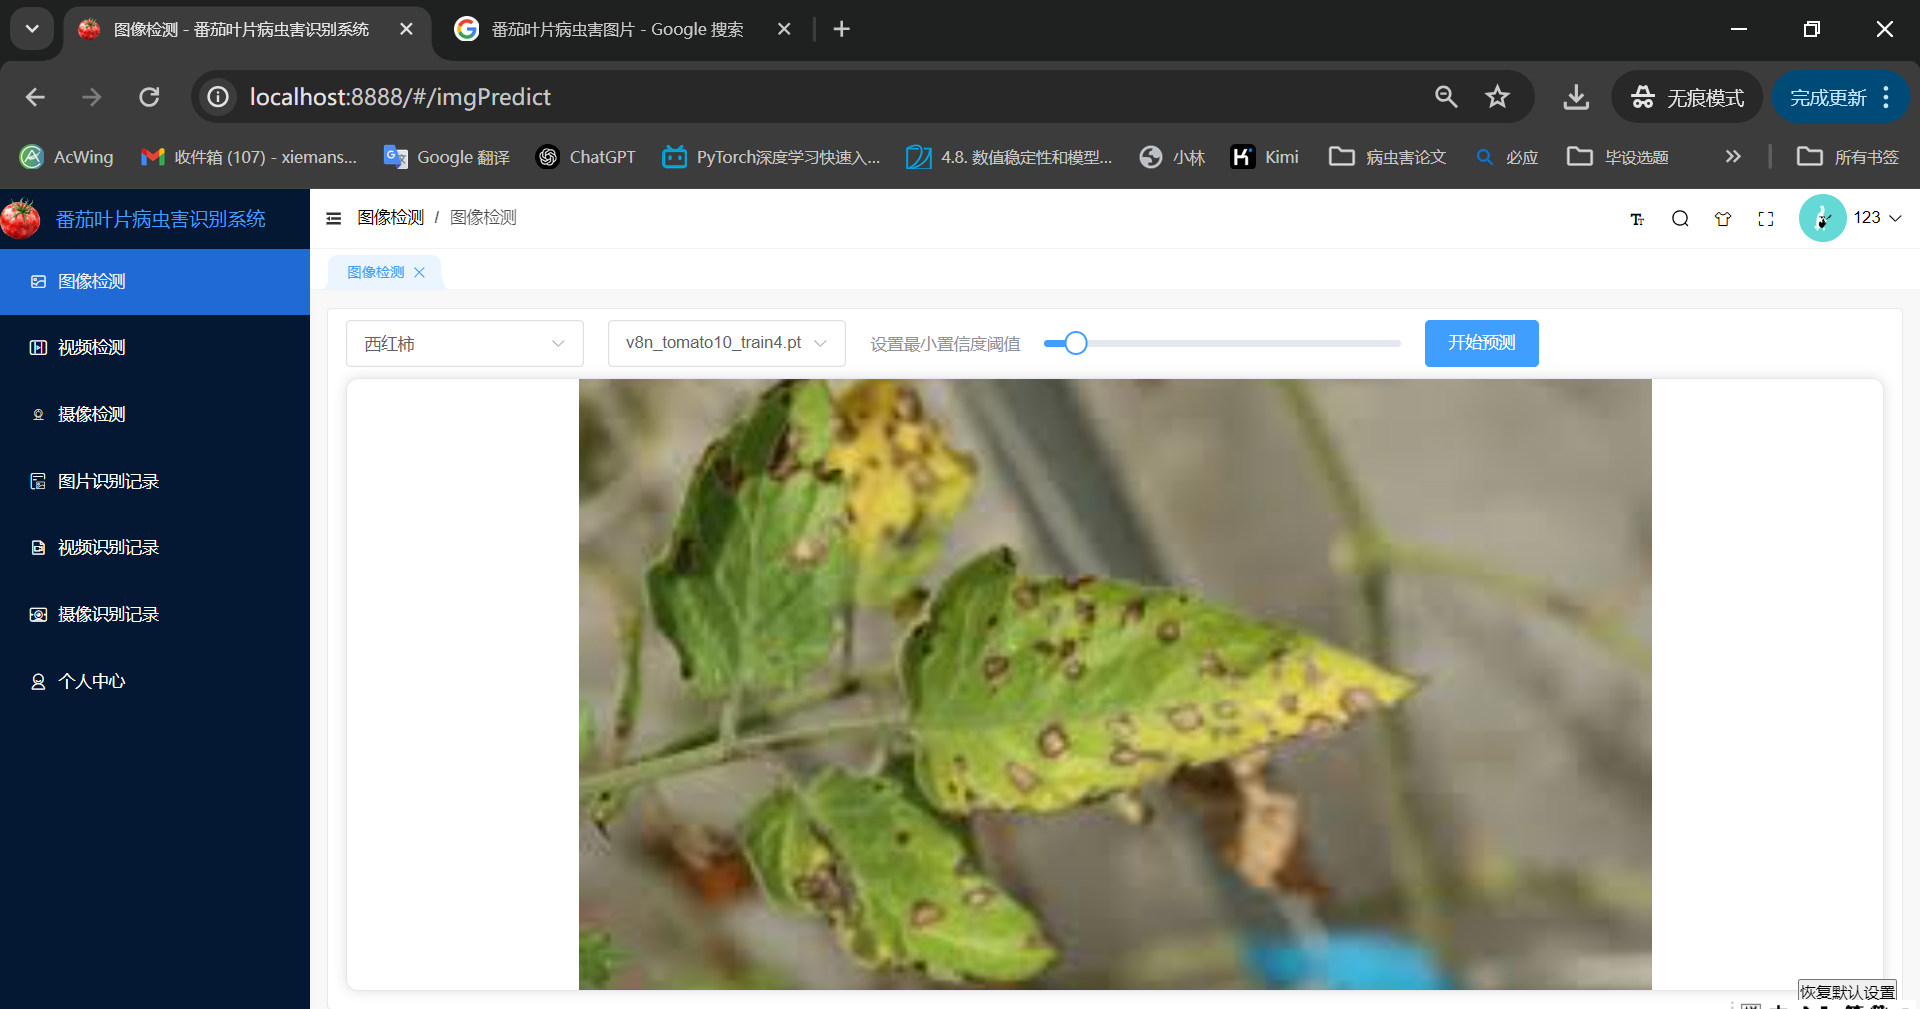 图像检测 - 番茄叶片病虫害识别系统
番茄叶片病虫害图片 - Google 搜索
localhost:8888/#/imgPredict
无痕模式
完成更新
AcWing
收件箱 (107) - xiemans...
Google 翻译
ChatGPT
PyTorch深度学习快速入...
4.8. 数值稳定性和模型...
小林
Kimi
病虫害论文
必应
毕设选题
所有书签
番茄叶片病虫害识别系统
图像检测 / 图像检测
123
图像检测
图像检测
视频检测
摄像检测
图片识别记录
视频识别记录
摄像识别记录
个人中心
西红柿
v8n_tomato10_train4.pt
设置最小置信度阈值
开始预测
恢复默认设置